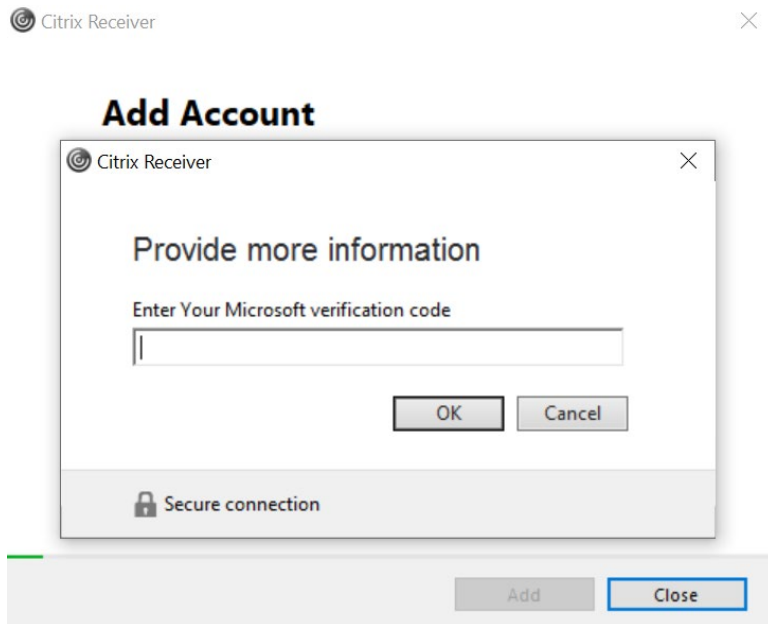 Citrix Receiver
Add Account
Citrix Receiver
Provide more information
Enter Your Microsoft verification code
OK Cancel
Secure connection
Add Close